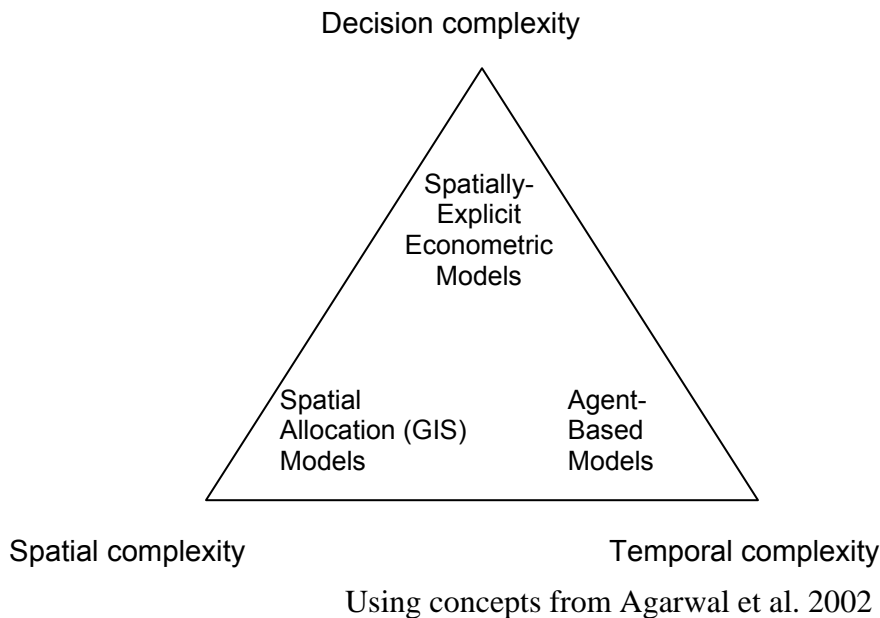 Decision complexity
Spatially-
Explicit
Econometric
Models
Spatial
Allocation (GIS)
Models
Agent-
Based
Models
Spatial complexity
Temporal complexity
Using concepts from Agarwal et al. 2002